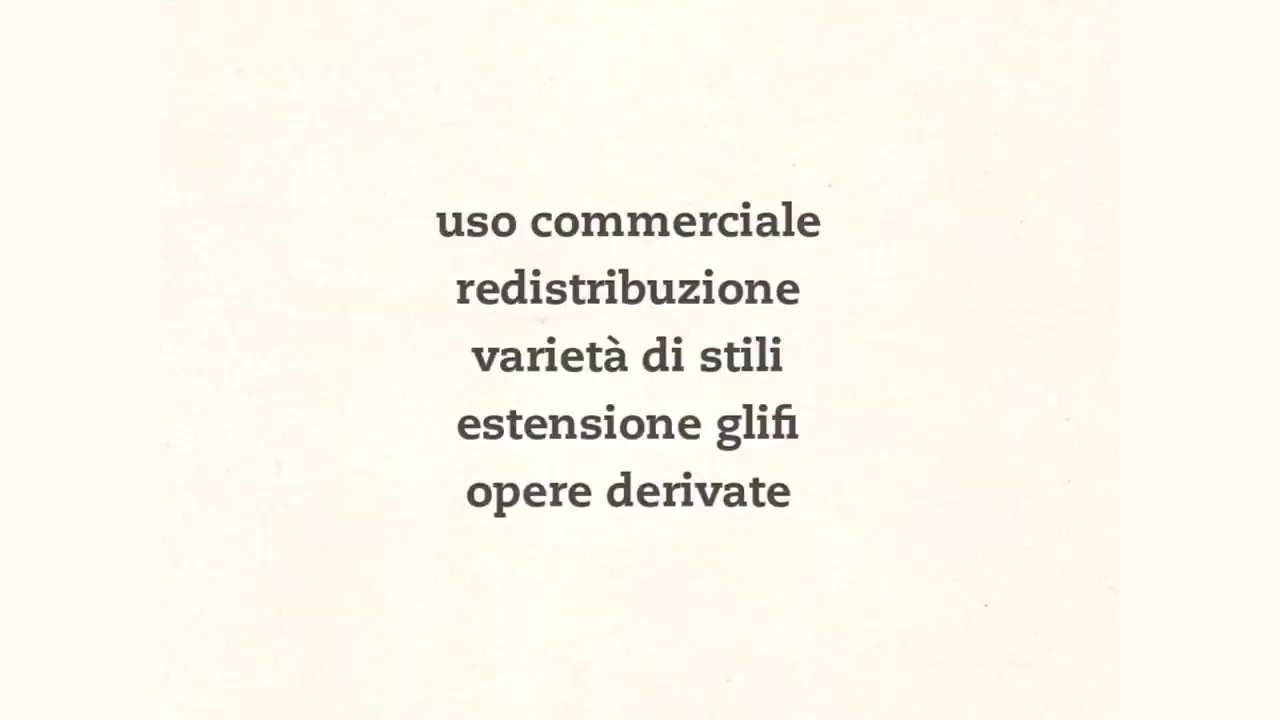 uso commerciale
redistribuzione
varietà di stili
estensione glifi
opere derivate